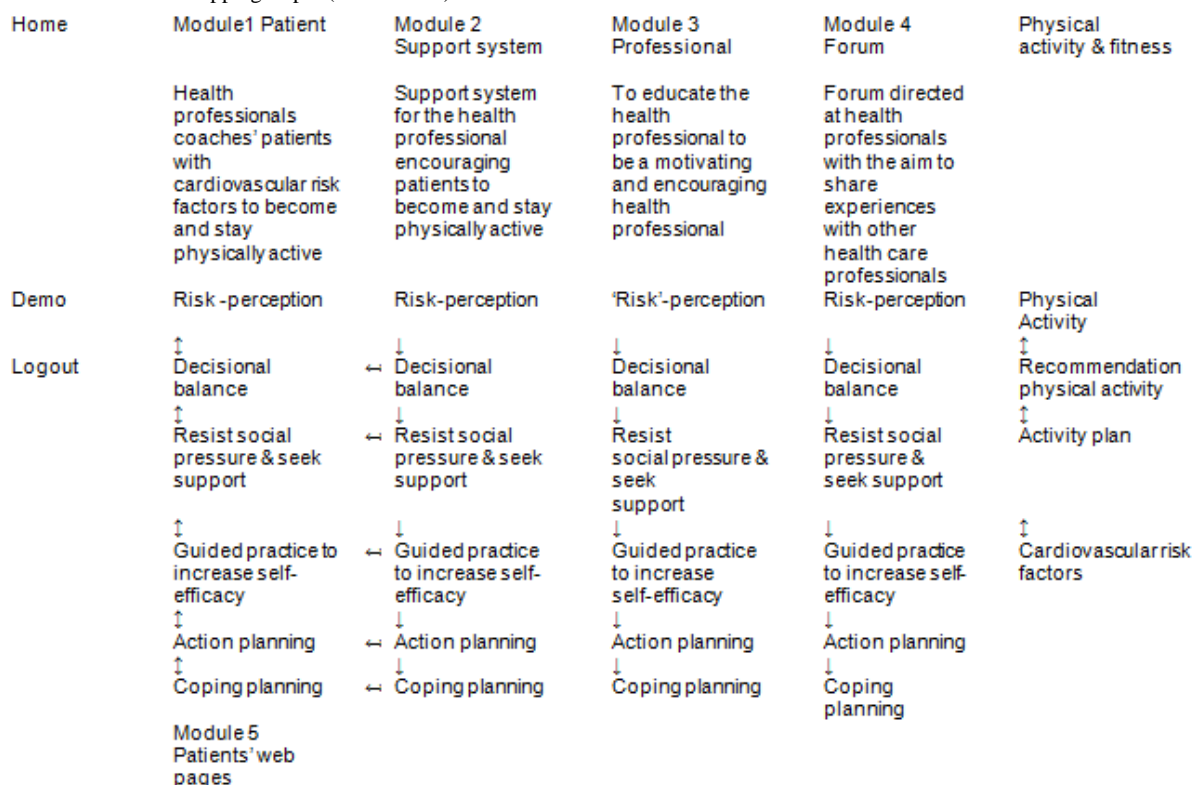 Home
Module1 Patient
Module 2
Support system
Module 3
Professional
Module 4
Forum
Physical
activity & fitness
Health
professionals
coaches' patients
with
cardiovascular risk
factors to become
and stay
physically active
Support system
for the health
professional
encouraging
patients to
become and stay
physically active
To educate the
health
professional to
be a motivating
and encouraging
health
professional
Forum directed
at health
professionals
with the aim to
share
experiences
with other
health care
professionals
Demo
Risk -perception
Risk-perception
'Risk'-perception
Risk-perception
Physical
Activity
↕ ↓ ↓ ↓ ↕
Logout
Decisional
balance
↤ Decisional
balance
Decisional
balance
Decisional
balance
Recommendation
physical activity
↕ ↓ ↓ ↓ ↕
Resist social
pressure & seek
support
↤ Resist social
pressure & seek
support
Resist
social pressure &
seek
support
Resist social
pressure &
seek support
Activity plan
↕ ↓ ↓ ↓ ↕
Guided practice to
increase self-
efficacy
↤ Guided practice
to increase self-
efficacy
Guided practice
to increase
self-efficacy
Guided practice
to increase self-
efficacy
Cardiovascular risk
factors
↕ ↓ ↓ ↓
Action planning
↤ Action planning
Action planning
Action planning
↕ ↓ ↓ ↓
Coping planning
↤ Coping planning
Coping planning
Coping
planning
Module 5
Patients' web
pages